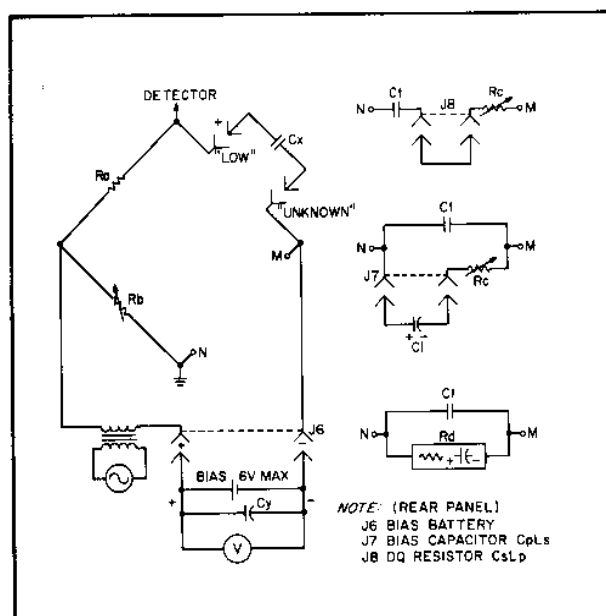 DETECTOR
+
Cx
"LOW"
Ra
"UNKNOWN"
M
Rb
N
J6
+
-
BIAS 6V MAX
+
Cy
-
V
N
Ct
J8
Rc
M
Ct
N
M
J7
Rc
+ -
C1
Ct
N
M
Rd
+
-
NOTE: (REAR PANEL)
J6 BIAS BATTERY
J7 BIAS CAPACITOR CpLs
J8 DQ RESISTOR CsLp